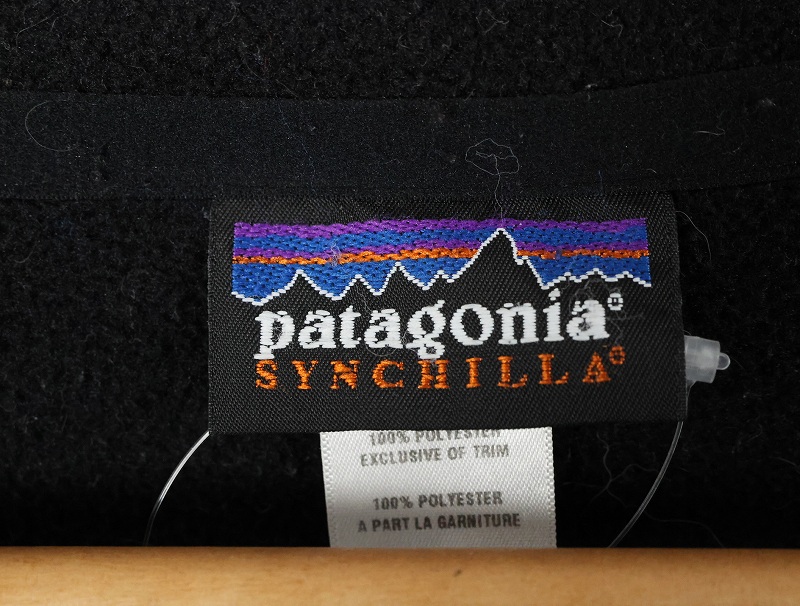 patagonia®
SYNCHILLA®
100% POLYESTER
EXCLUSIVE OF TRIM
100% POLYESTER
A PART LA GARNITURE